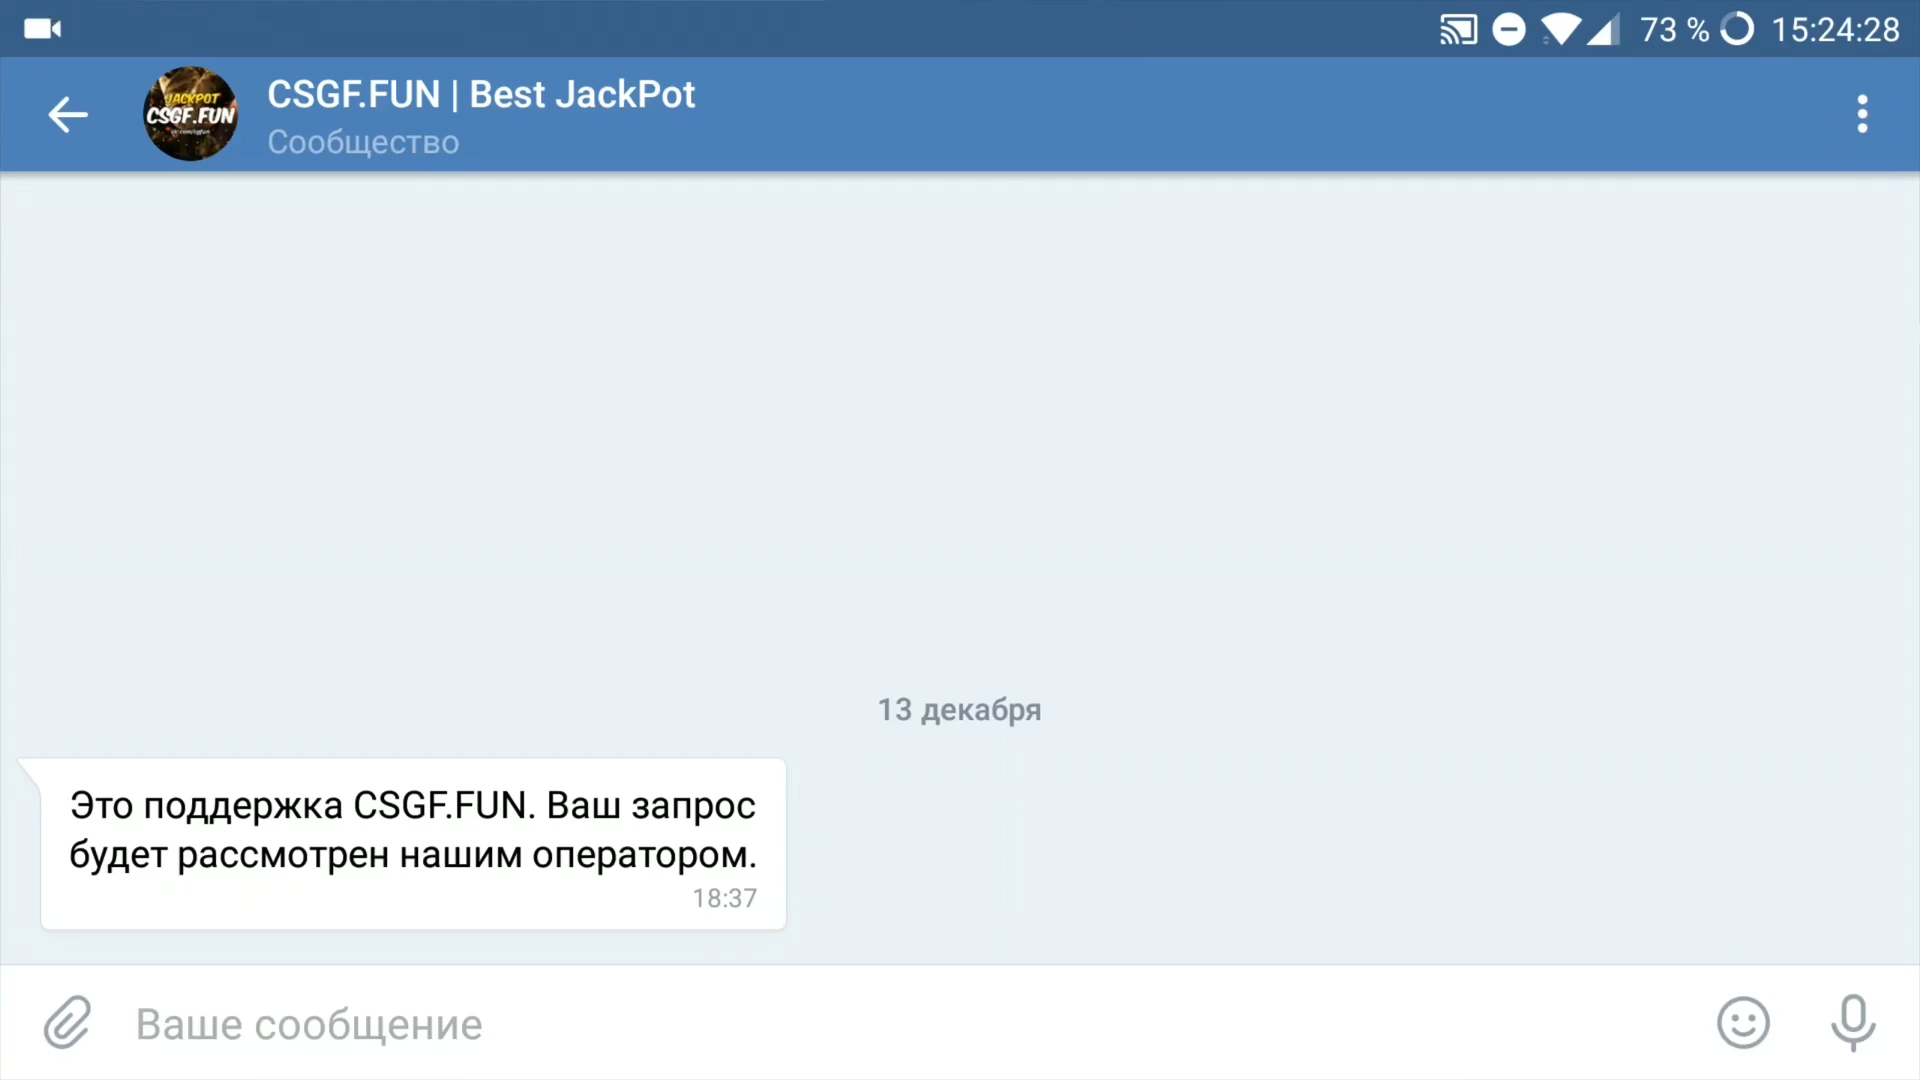 73 % 15:24:28
CSGF.FUN | Best JackPot
Сообщество
JACKPOT
CSGF.FUN
13 декабря
Это поддержка CSGF.FUN. Ваш запрос
будет рассмотрен нашим оператором.
18:37
Ваше сообщение